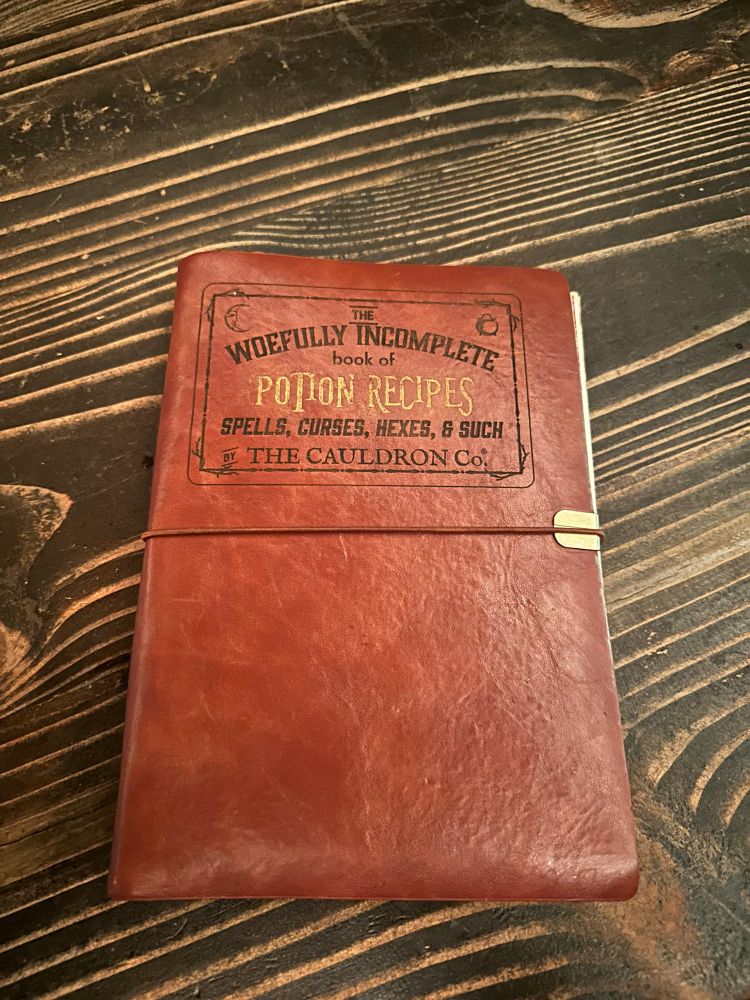 THE
WOEFULLY INCOMPLETE
book of
POTION RECIPES
SPELLS, CURSES, HEXES, & SUCH
BY THE CAULDRON Co.®